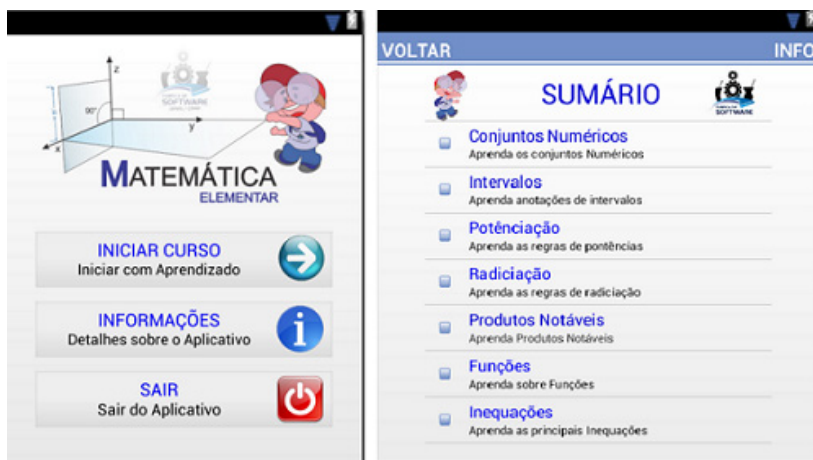 z
90°
y
x
FÁBRICA DE
SOFTWARE
MATEMÁTICA
ELEMENTAR
INICIAR CURSO
Iniciar com Aprendizado
INFORMAÇÕES
Detalhes sobre o Aplicativo
i
SAIR
Sair do Aplicativo
VOLTAR
INFO
SUMÁRIO
SOFTWARE
Conjuntos Numéricos
Aprenda os conjuntos Numéricos
Intervalos
Aprenda anotações de intervalos
Potênciação
Aprenda as regras de pontências
Radiciação
Aprenda as regras de radiciação
Produtos Notáveis
Aprenda Produtos Notáveis
Funções
Aprenda sobre Funções
Inequações
Aprenda as principais Inequações